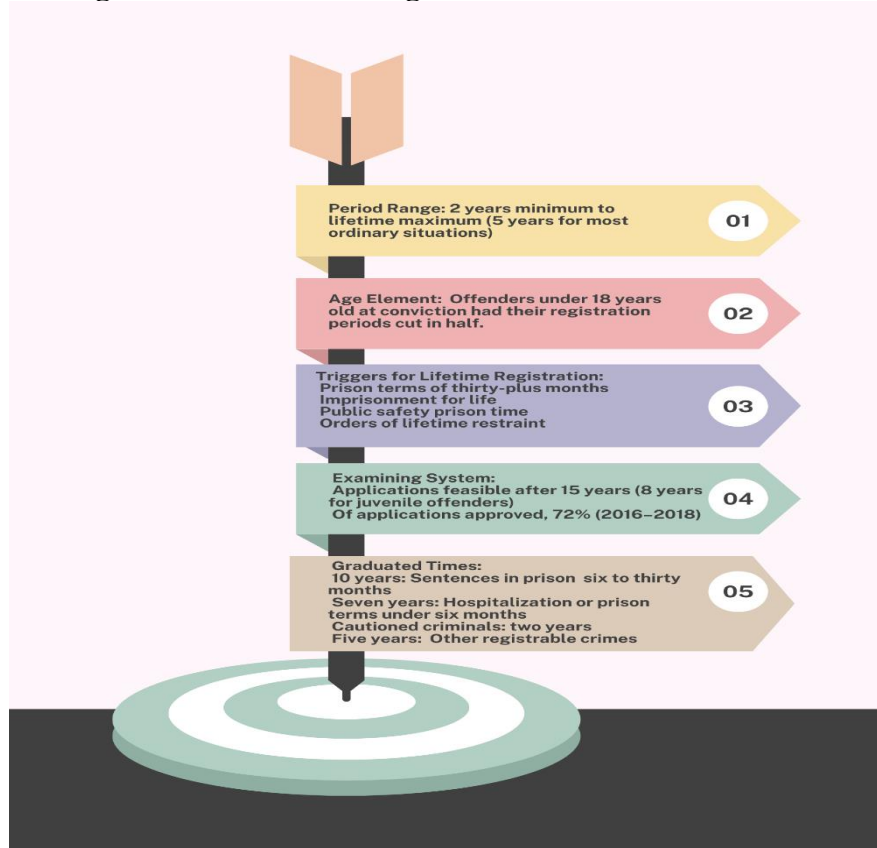 Period Range: 2 years minimum to
lifetime maximum (5 years for most
ordinary situations)
01
Age Element: Offenders under 18 years
old at conviction had their registration
periods cut in half.
02
Triggers for Lifetime Registration:
Prison terms of thirty-plus months
Imprisonment for life
Public safety prison time
Orders of lifetime restraint
03
Examining System:
Applications feasible after 15 years (8 years
for juvenile offenders)
Of applications approved, 72% (2016–2018)
04
Graduated Times:
10 years: Sentences in prison six to thirty
months
Seven years: Hospitalization or prison
terms under six months
Cautioned criminals: two years
Five years: Other registrable crimes
05